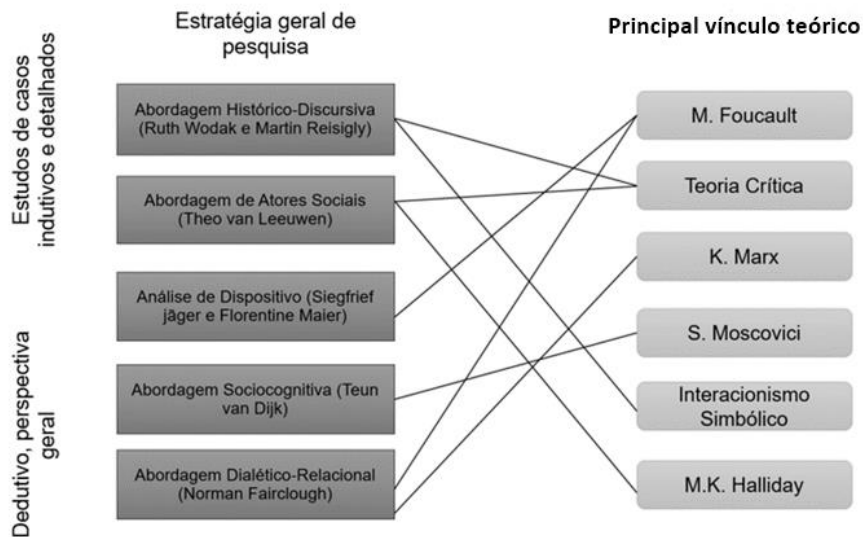 Estratégia geral de
pesquisa
Principal vínculo teórico
Estudos de casos
indutivos e detalhados
Dedutivo, perspectiva
geral
Abordagem Histórico-Discursiva
(Ruth Wodak e Martin Reisigly)
Abordagem de Atores Sociais
(Theo van Leeuwen)
Análise de Dispositivo (Siegfrief
jäger e Florentine Maier)
Abordagem Sociocognitiva (Teun
van Dijk)
Abordagem Dialético-Relacional
(Norman Fairclough)
M. Foucault
Teoria Crítica
K. Marx
S. Moscovici
Interacionismo
Simbólico
M.K. Halliday